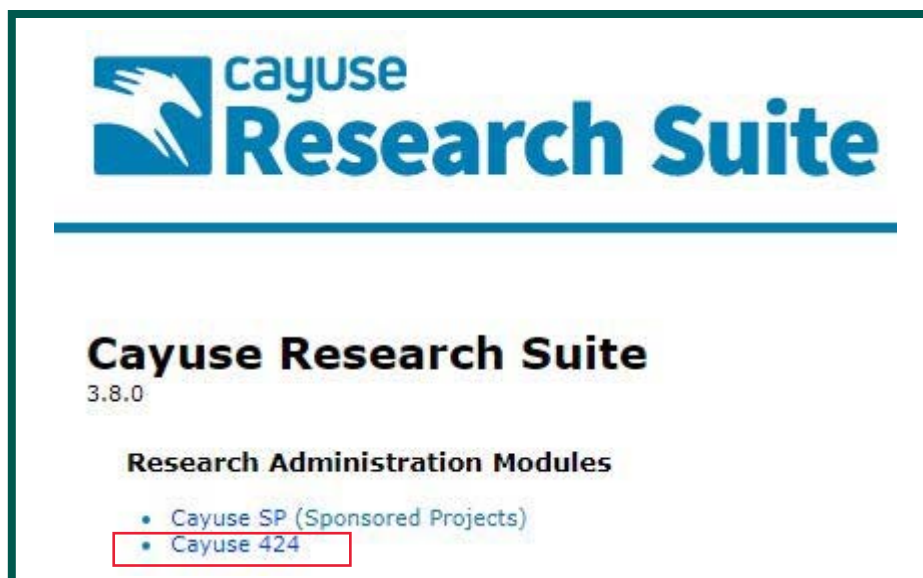 cayuse
Research Suite
Cayuse Research Suite
3.8.0
Research Administration Modules
• Cayuse SP (Sponsored Projects)
• Cayuse 424